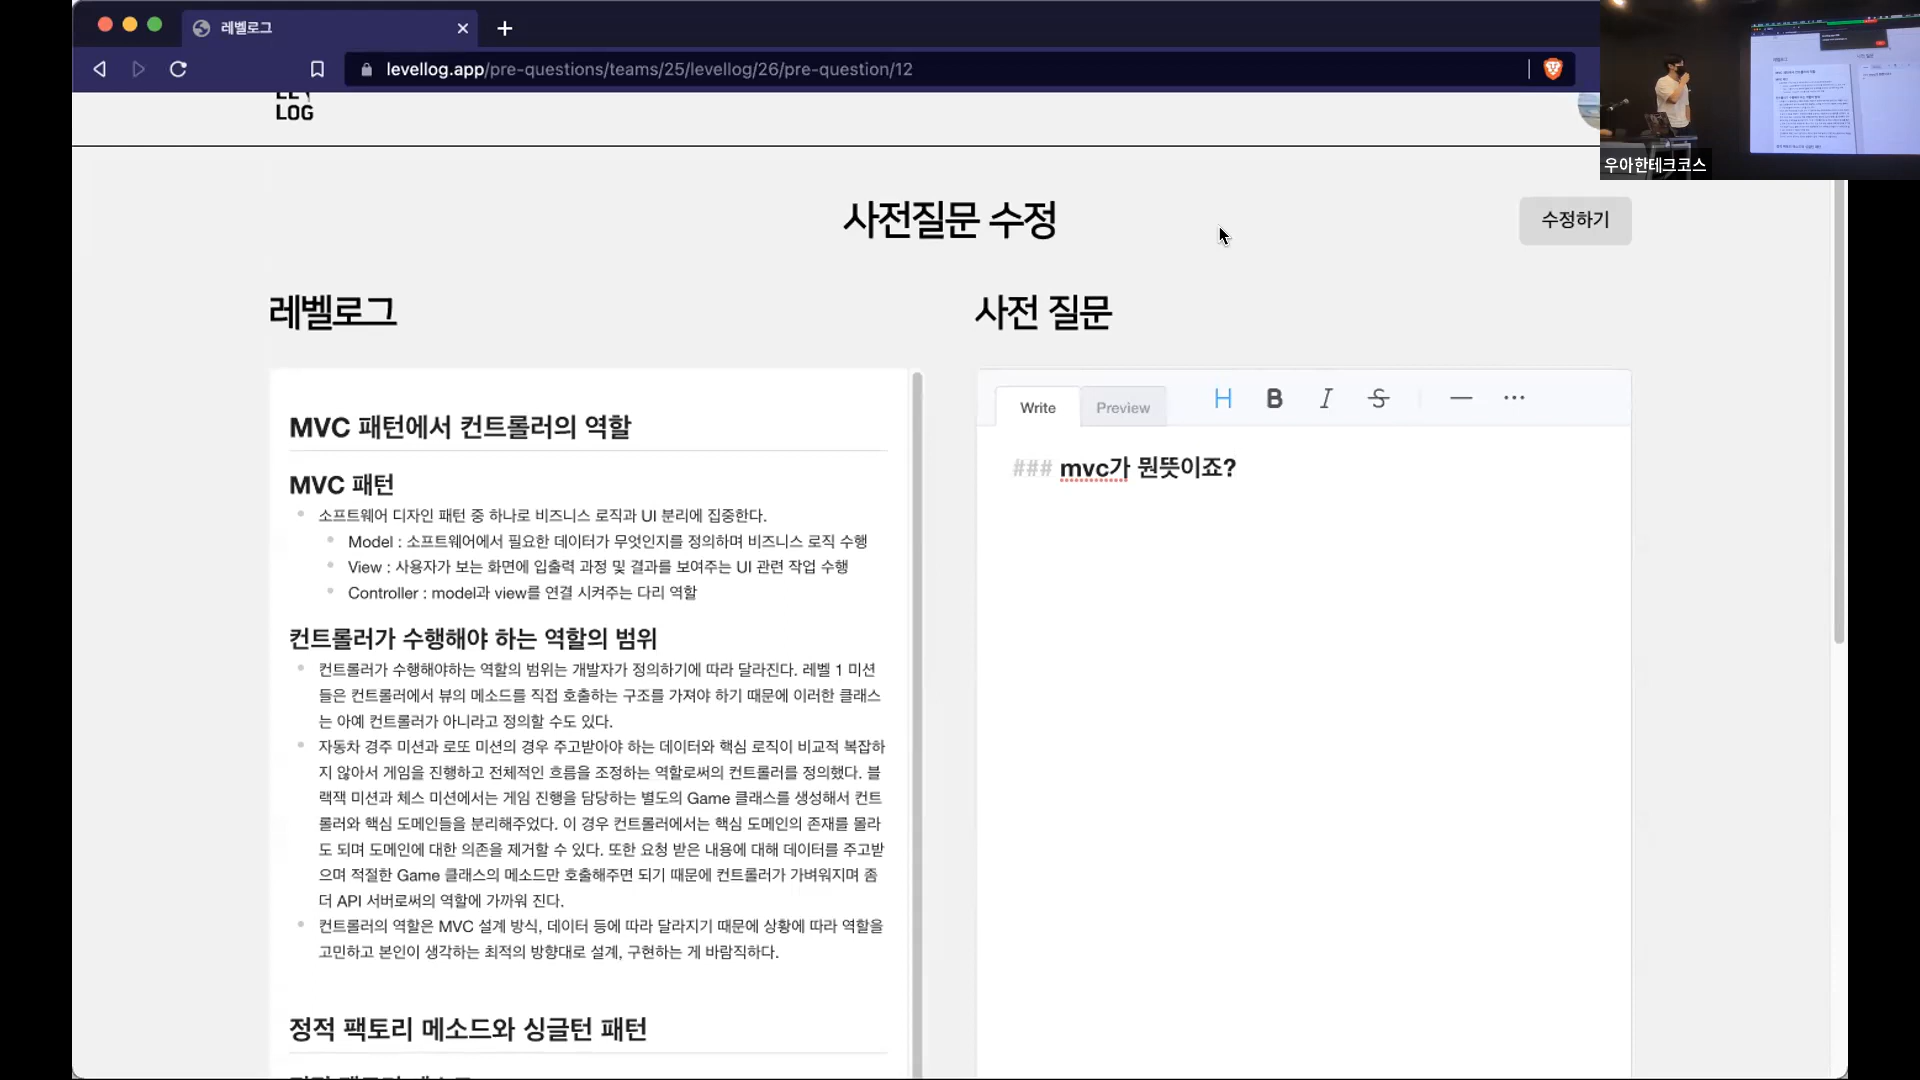 레벨로그
levellog.app/pre-questions/teams/25/levellog/26/pre-question/12
LOG
우아한테크코스
사전질문 수정
수정하기
레벨로그
사전 질문
MVC 패턴에서 컨트롤러의 역할
MVC 패턴
소프트웨어 디자인 패턴 중 하나로 비즈니스 로직과 UI 분리에 집중한다.
Model : 소프트웨어에서 필요한 데이터가 무엇인지를 정의하며 비즈니스 로직 수행
View : 사용자가 보는 화면에 입출력 과정 및 결과를 보여주는 UI 관련 작업 수행
Controller : model과 view를 연결 시켜주는 다리 역할
컨트롤러가 수행해야 하는 역할의 범위
컨트롤러가 수행해야하는 역할의 범위는 개발자가 정의하기에 따라 달라진다. 레벨 1 미션
들은 컨트롤러에서 뷰의 메소드를 직접 호출하는 구조를 가져야 하기 때문에 이러한 클래스
는 아예 컨트롤러가 아니라고 정의할 수도 있다.
자동차 경주 미션과 로또 미션의 경우 주고받아야 하는 데이터와 핵심 로직이 비교적 복잡하
지 않아서 게임을 진행하고 전체적인 흐름을 조정하는 역할로써의 컨트롤러를 정의했다. 블
랙잭 미션과 체스 미션에서는 게임 진행을 담당하는 별도의 Game 클래스를 생성해서 컨트
롤러와 핵심 도메인들을 분리해주었다. 이 경우 컨트롤러에서는 핵심 도메인의 존재를 몰라
도 되며 도메인에 대한 의존을 제거할 수 있다. 또한 요청 받은 내용에 대해 데이터를 주고받
으며 적절한 Game 클래스의 메소드만 호출해주면 되기 때문에 컨트롤러가 가벼워지며 좀
더 API 서버로써의 역할에 가까워 진다.
컨트롤러의 역할은 MVC 설계 방식, 데이터 등에 따라 달라지기 때문에 상황에 따라 역할을
고민하고 본인이 생각하는 최적의 방향대로 설계, 구현하는 게 바람직하다.
정적 팩토리 메소드와 싱글턴 패턴
Write
Preview
H B I S
### mvc가 뭔뜻이죠?